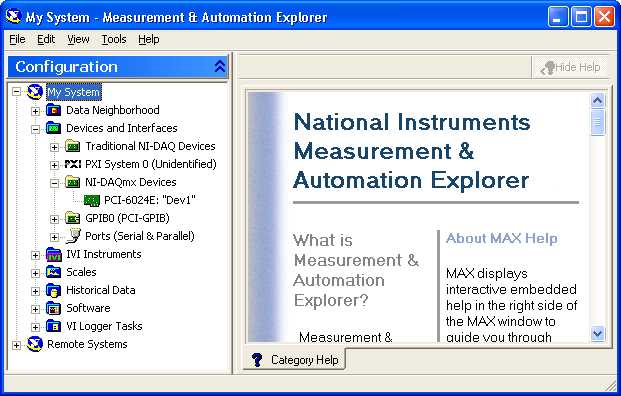 My System - Measurement & Automation Explorer
File Edit View Tools Help
Configuration
Hide Help
My System
Data Neighborhood
Devices and Interfaces
Traditional NI-DAQ Devices
PXI PXI System 0 (Unidentified)
NI-DAQmx Devices
PCI-6024E: "Dev1"
GPIB0 (PCI-GPIB)
Ports (Serial & Parallel)
IVI IVI Instruments
Scales
Historical Data
Software
VI Logger Tasks
Remote Systems
National Instruments
Measurement &
Automation Explorer
What is
Measurement &
Automation
Explorer?
Measurement &
About MAX Help
MAX displays
interactive embedded
help in the right side of
the MAX window to
guide you through
Category Help